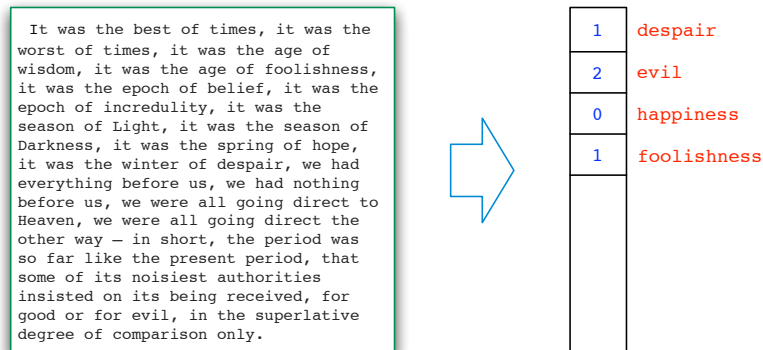 It was the best of times, it was the
worst of times, it was the age of
wisdom, it was the age of foolishness,
it was the epoch of belief, it was the
epoch of incredulity, it was the
season of Light, it was the season of
Darkness, it was the spring of hope,
it was the winter of despair, we had
everything before us, we had nothing
before us, we were all going direct to
Heaven, we were all going direct the
other way – in short, the period was
so far like the present period, that
some of its noisiest authorities
insisted on its being received, for
good or for evil, in the superlative
degree of comparison only.
1 despair
2 evil
0 happiness
1 foolishness